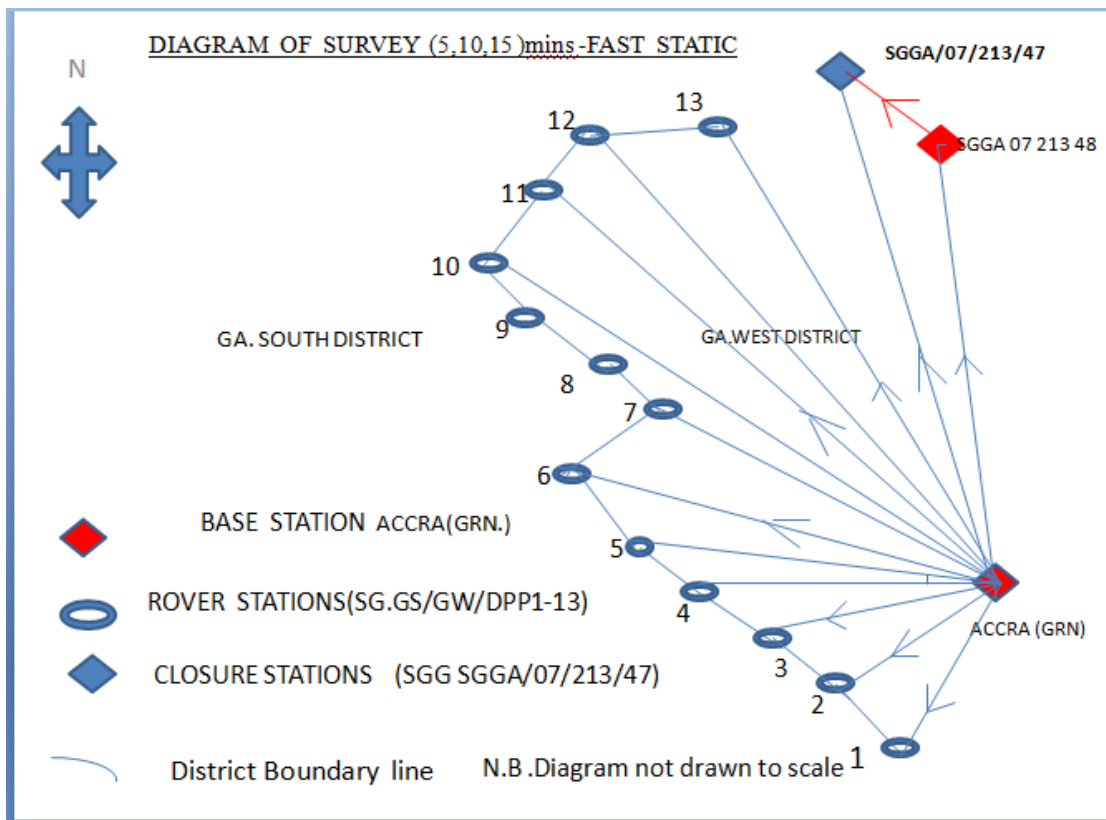 DIAGRAM OF SURVEY (5,10,15 )mins -FAST STATIC
SGGA/07/213/47
N
13
12
SGGA 07 213 48
11
10
GA. SOUTH DISTRICT
9
GA.WEST DISTRICT
8
7
6
BASE STATION ACCRA(GRN.)
5
ROVER STATIONS(SG.GS/GW/DPP1-13)
4
ACCRA (GRN)
3
CLOSURE STATIONS (SGG SGGA/07/213/47)
2
1
District Boundary line
N.B .Diagram not drawn to scale